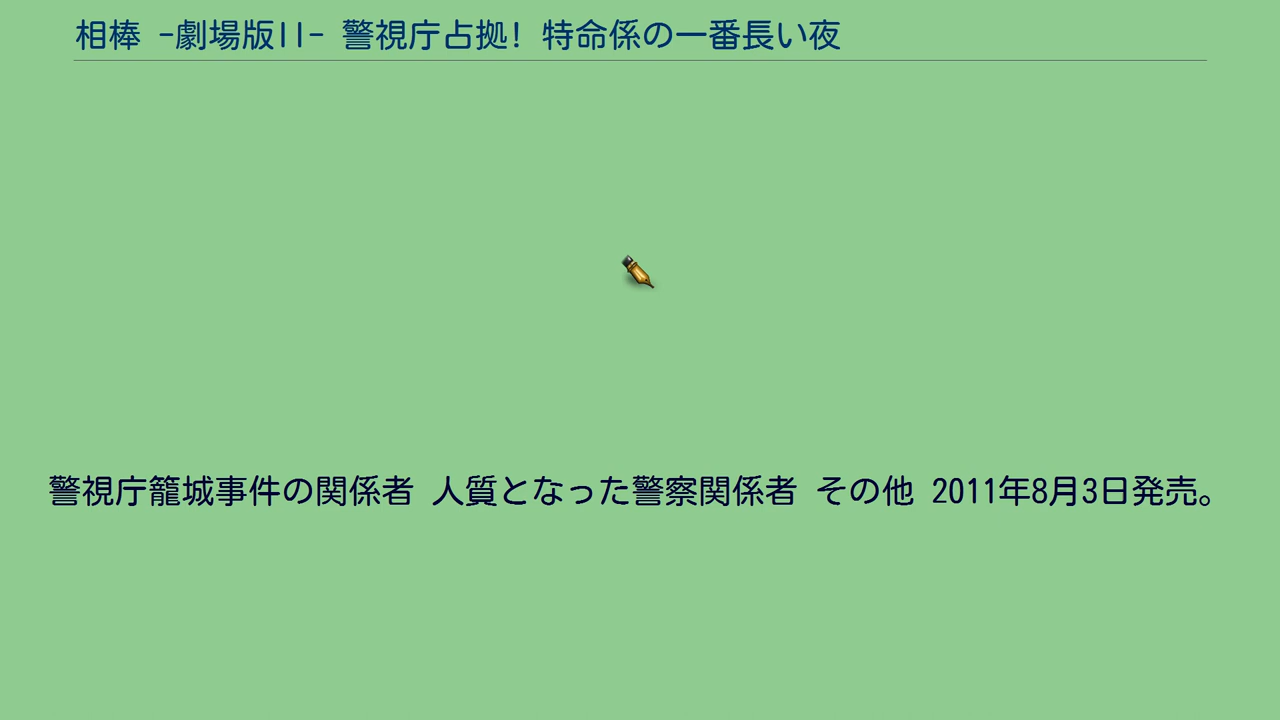 相棒 -劇場版II- 警視庁占拠! 特命係の一番長い夜
警視庁籠城事件の関係者 人質となった警察関係者 その他 2011年8月3日発売。